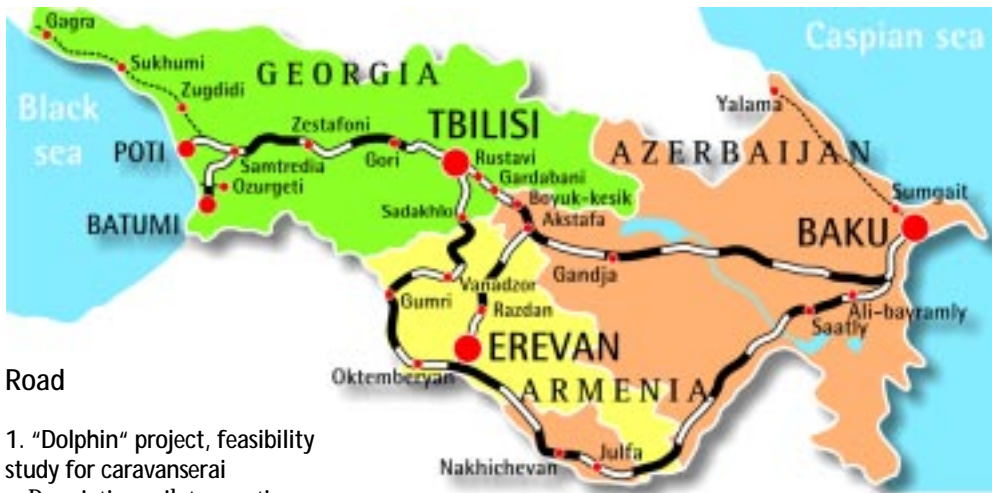 Gagra
Sukhumi
Zugdidi
GEORGIA
Caspian sea
Black
sea
Yalama
Zestafoni
TBILISI
POTI
Samtredia
Gori
Rustavi
AZERBAIJAN
Gardabani
Ozurgeti
Boyuk-kesik
Sumgait
BATUMI
Sadakhlo
Akstafa
BAKU
Gandja
Vanadzor
Gumri
Razdan
Ali-bayramly
Saatly
EREVAN
Oktemberyan
ARMENIA
Julfa
Nakhichevan
Road
1. “Dolphin“ project, feasibility
study for caravanserai